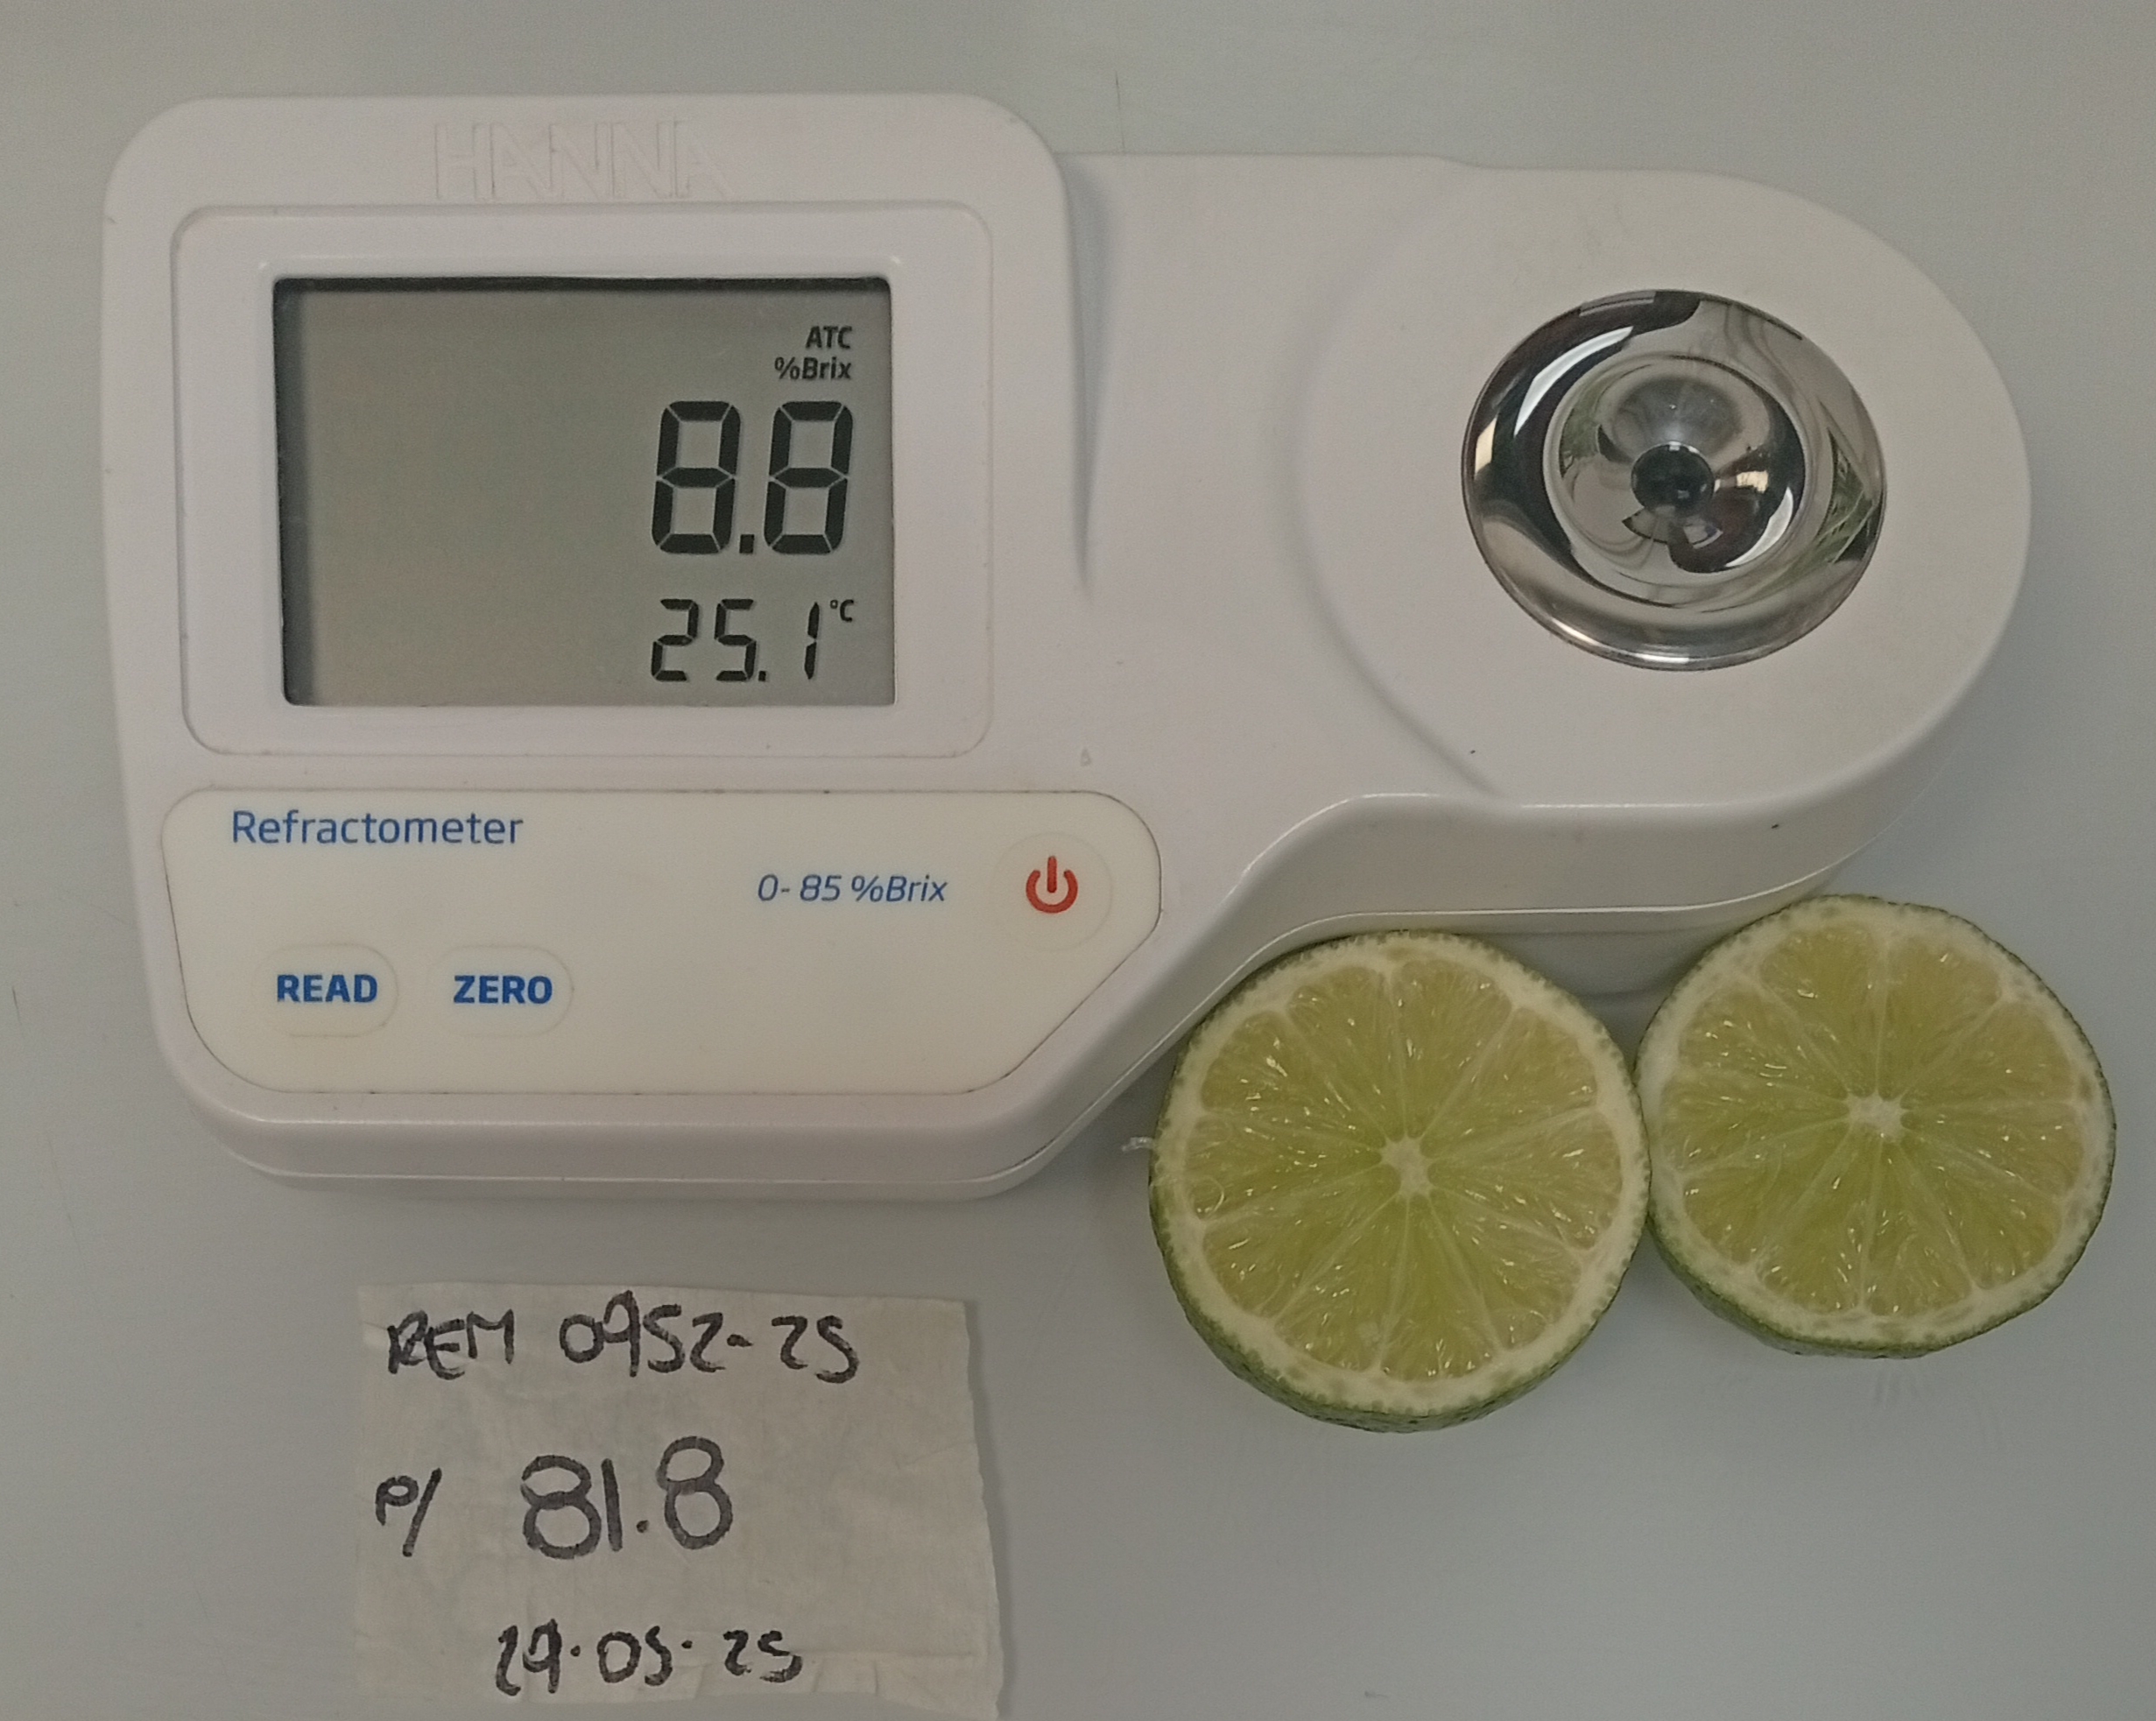 HANNA
ATC
%Brix
8.8
25.1 °C
Refractometer
0-85 %Brix
READ ZERO
REM 0952-25
P/ 81.8
29.05.25